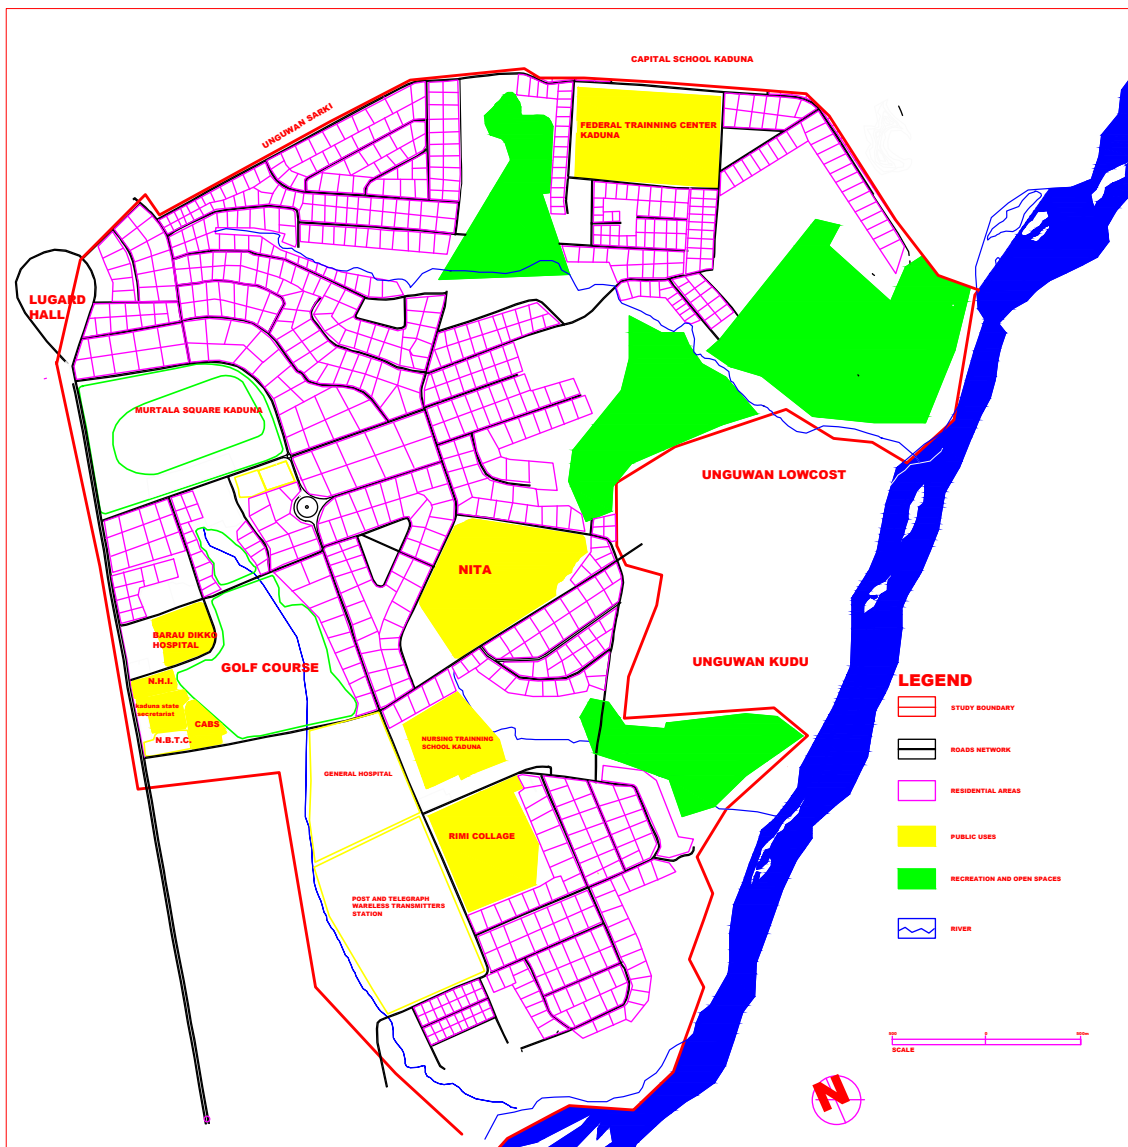 CAPITAL SCHOOL KADUNA
UNGUWAN SARKI
FEDERAL TRAINNING CENTER
KADUNA
LUGARD
HALL
MURTALA SQUARE KADUNA
UNGUWAN LOWCOST
NITA
BARAU DIKKO
HOSPITAL
GOLF COURSE
UNGUWAN KUDU
N.H.I.
kaduna state
secretariat
CABS
N.B.T.C.
NURSING TRAINNING
SCHOOL KADUNA
GENERAL HOSPITAL
RIMI COLLAGE
POST AND TELEGRAPH
WARELESS TRANSMITTERS
STATION
LEGEND
STUDY BOUNDARY
ROADS NETWORK
RESIDENTIAL AREAS
PUBLIC USES
RECREATION AND OPEN SPACES
RIVER
500 0 500m
SCALE
N